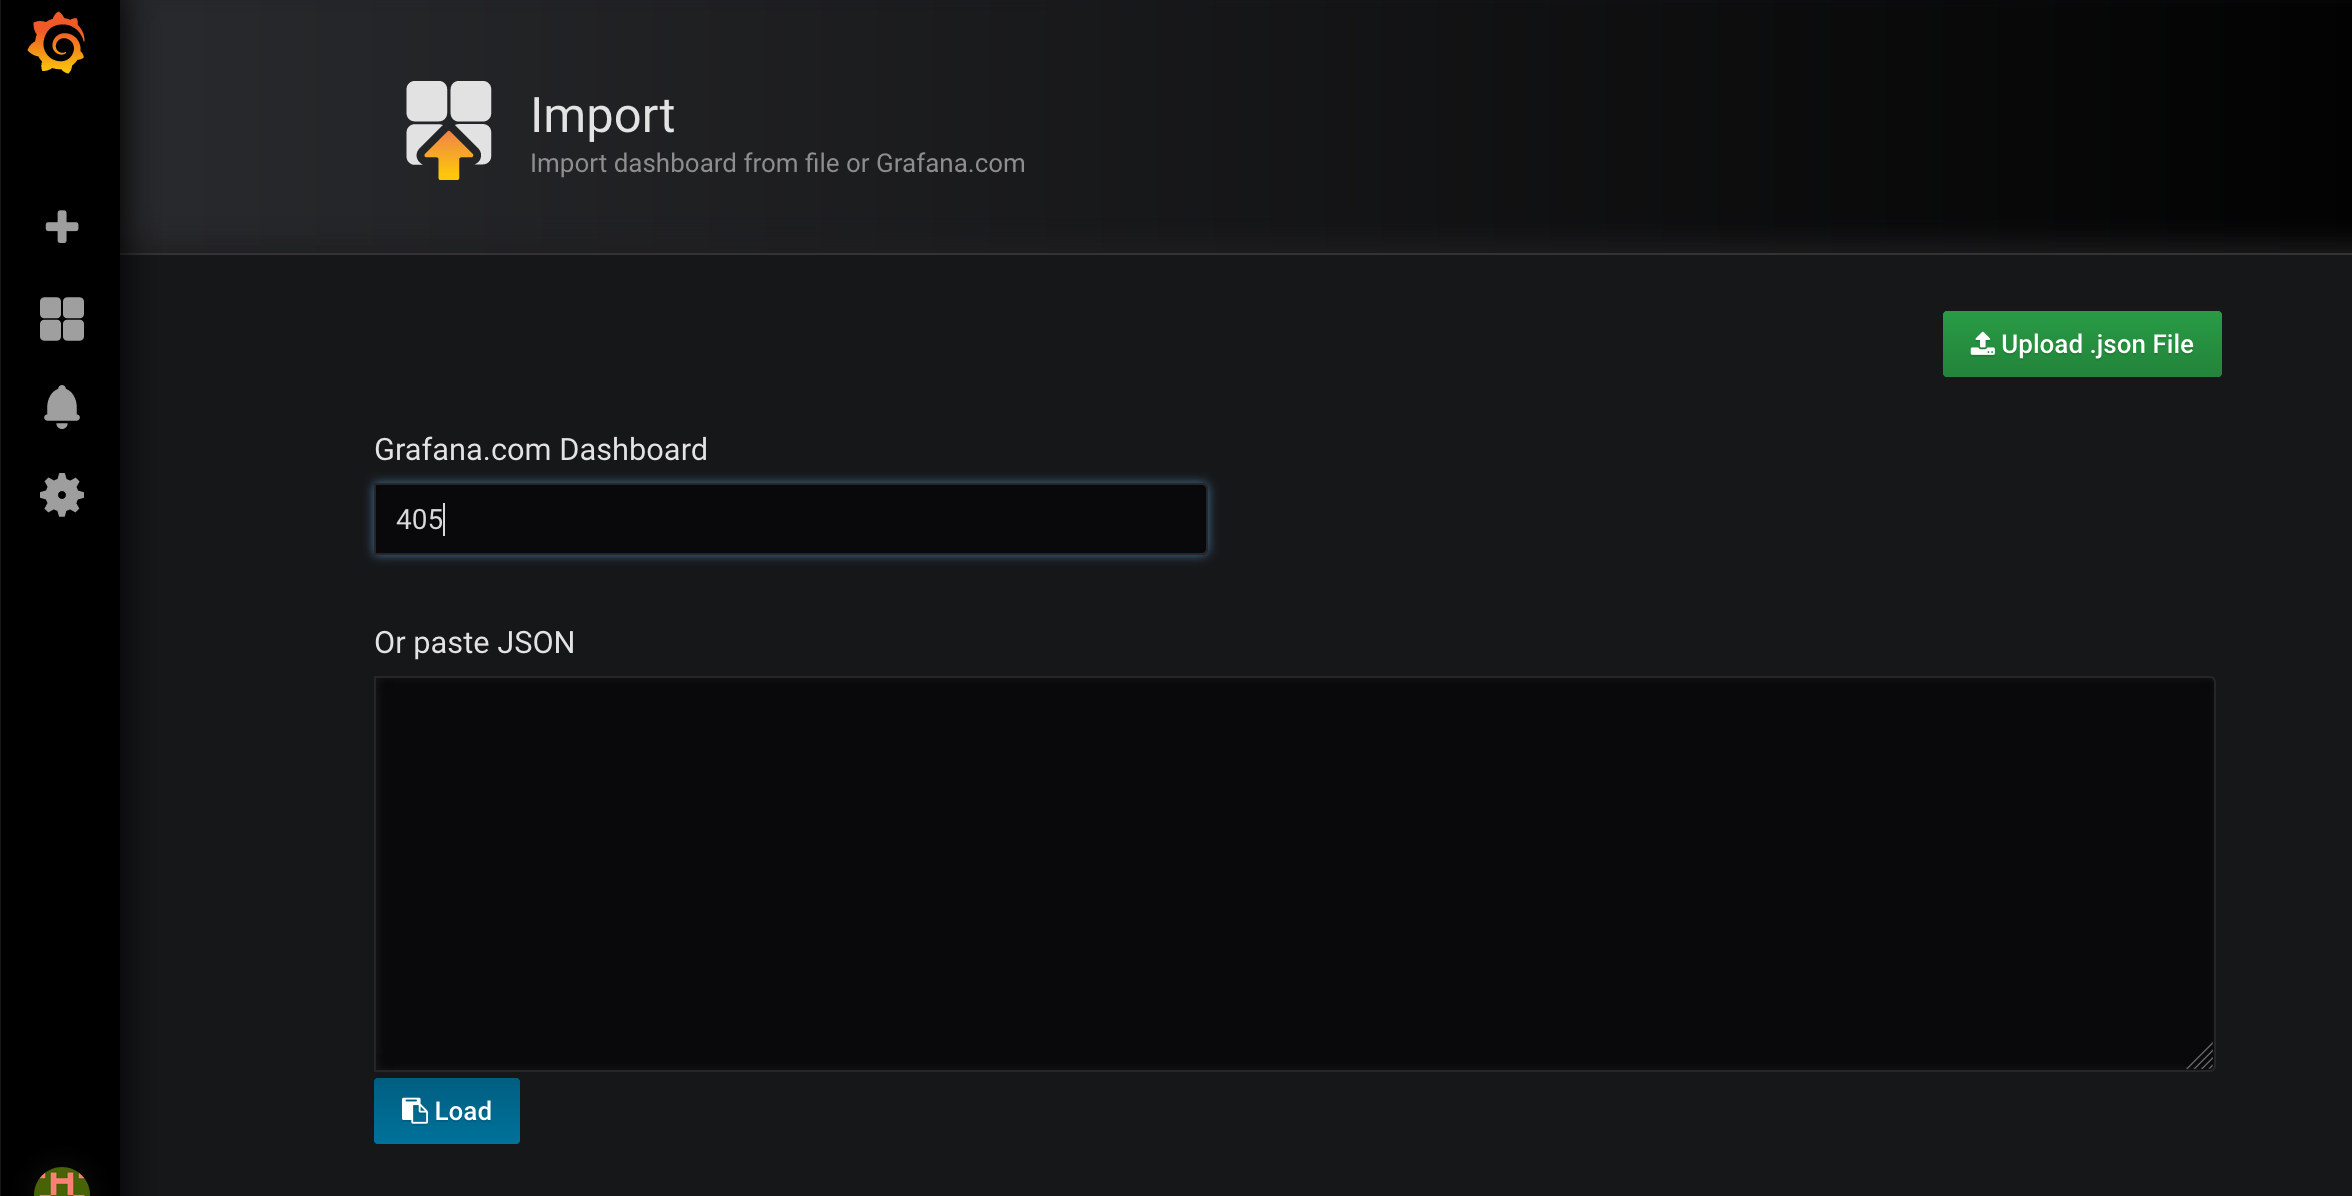 Import
Import dashboard from file or Grafana.com
Upload .json File
Grafana.com Dashboard
405
Or paste JSON
Load